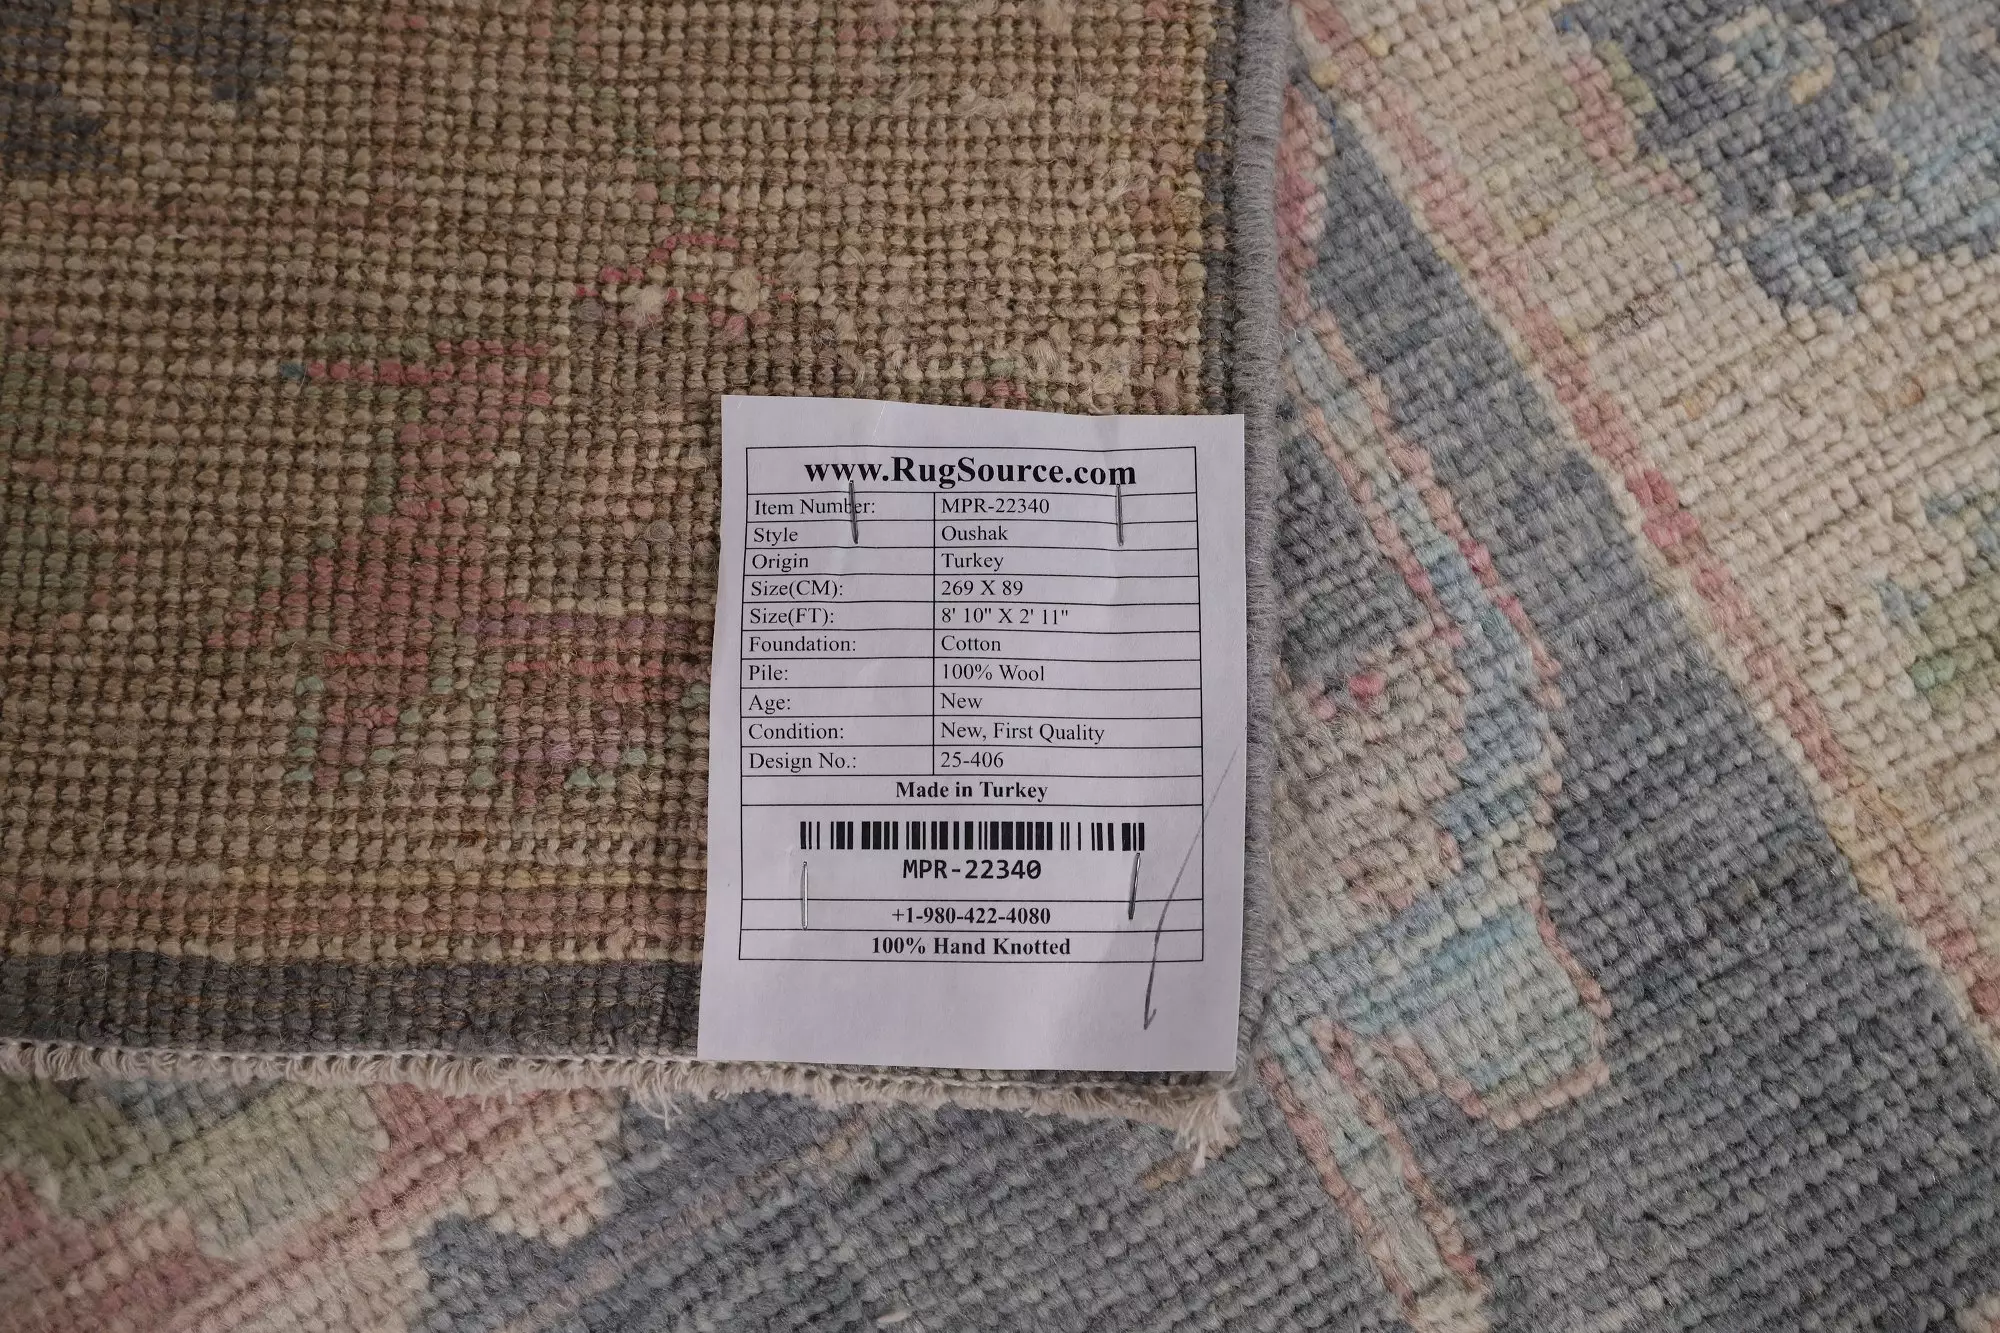 www.RugSource.com
Item Number: MPR-22340
Style Oushak
Origin Turkey
Size(CM): 269 X 89
Size(FT): 8' 10" X 2' 11"
Foundation: Cotton
Pile: 100% Wool
Age: New
Condition: New, First Quality
Design No.: 25-406
Made in Turkey
MPR-22340
+1-980-422-4080
100% Hand Knotted